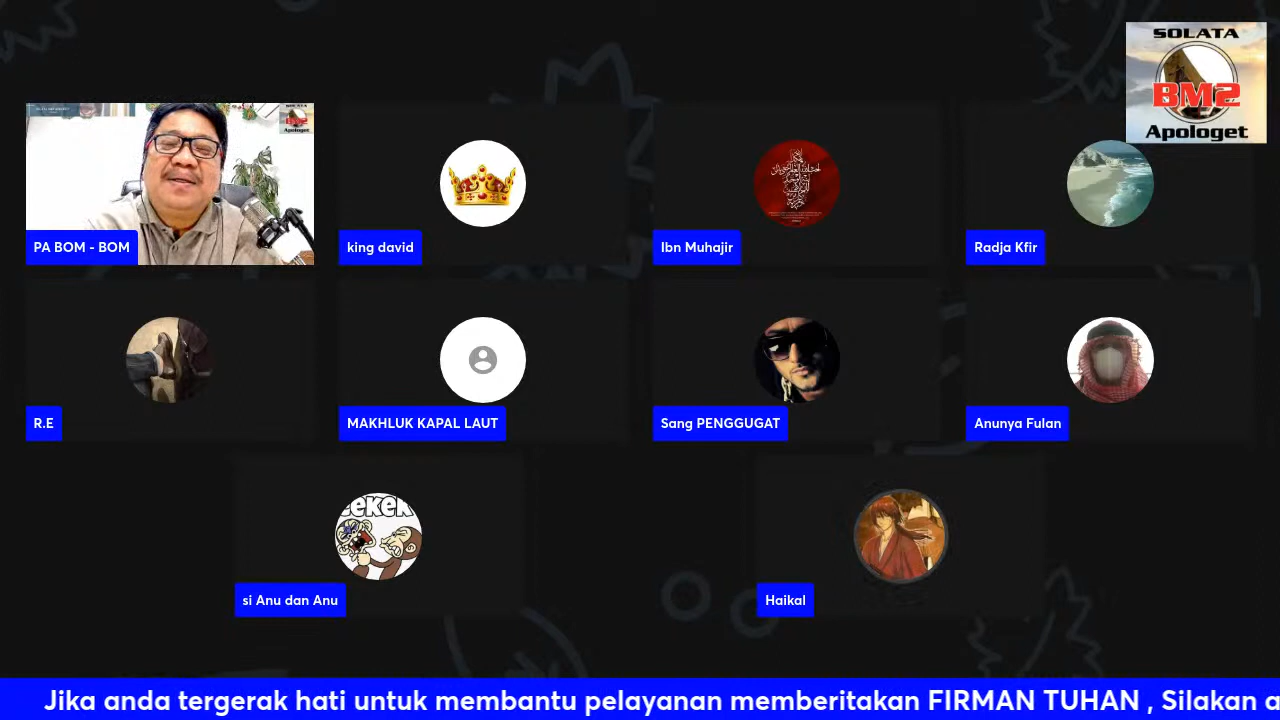 SOLATA
BM2
Apologet
PA BOM - BOM
king david
Ibn Muhajir
Radja Kfir
R.E
MAKHLUK KAPAL LAUT
Sang PENGGUGAT
Anunya Fulan
si Anu dan Anu
Haikal
Jika anda tergerak hati untuk membantu pelayanan memberitakan FIRMAN TUHAN , Silakan